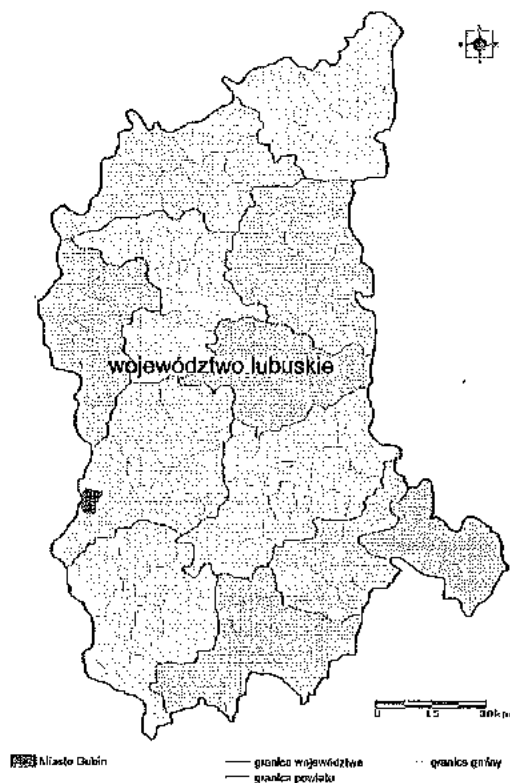 województwo lubuskie
0 15 30km
Miasto Gubin
granica województwa
granica gminy
granica powiatu